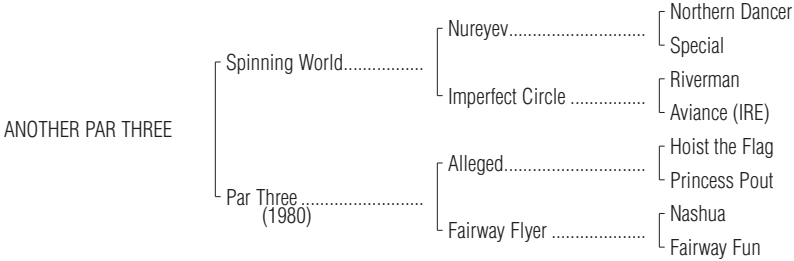 Northern Dancer
Nureyev..............................
Special
Spinning World.................
Riverman
Imperfect Circle ................
Aviance (IRE)
ANOTHER PAR THREE
Hoist the Flag
Alleged...............................
Princess Pout
Par Three ..........................
(1980)
Nashua
Fairway Flyer ....................
Fairway Fun